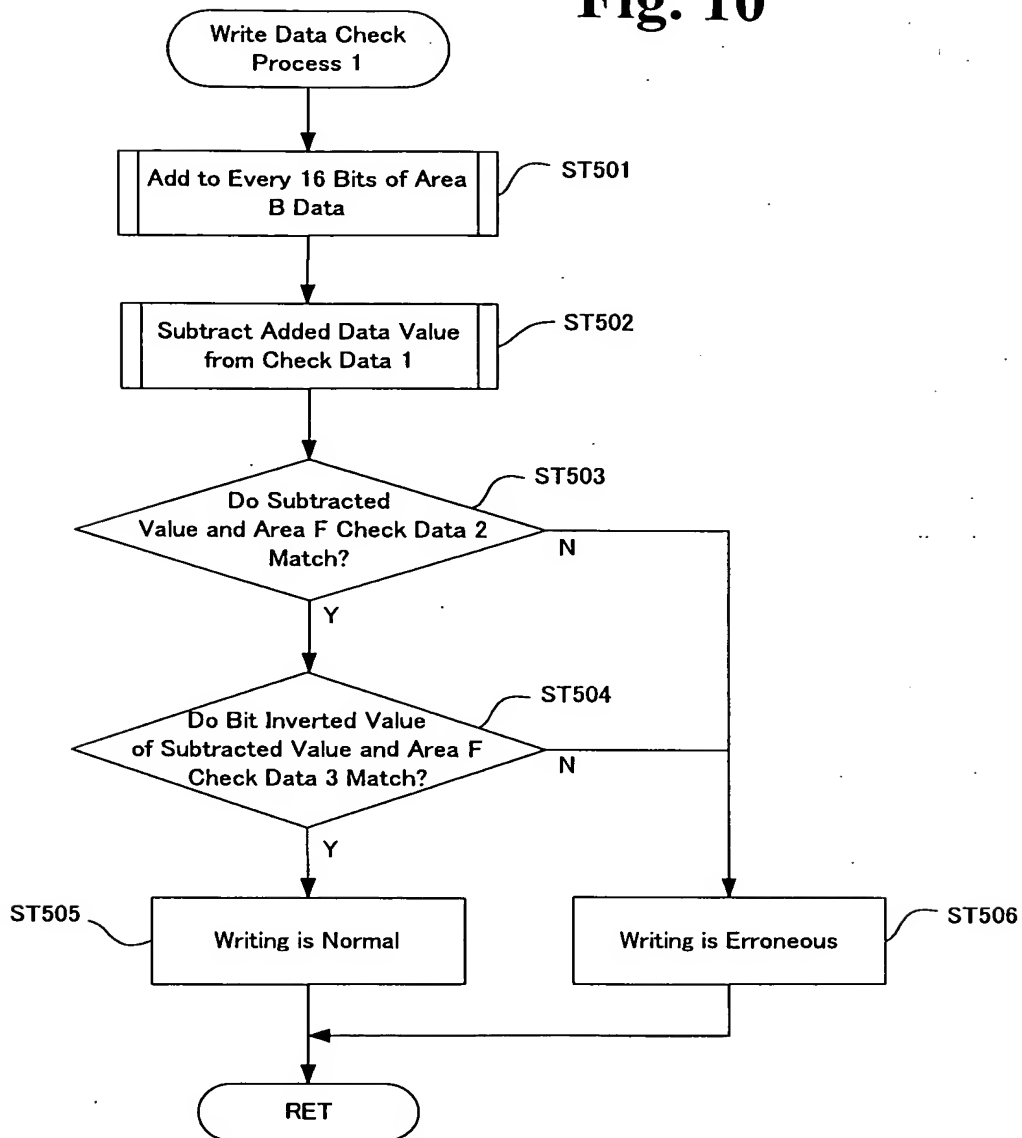 Fig. 10
Write Data Check
Process 1
Add to Every 16 Bits of Area
B Data
ST501
Subtract Added Data Value
from Check Data 1
ST502
Do Subtracted
Value and Area F Check Data 2
Match?
ST503
N
Y
Do Bit Inverted Value
of Subtracted Value and Area F
Check Data 3 Match?
ST504
N
Y
ST505
Writing is Normal
Writing is Erroneous
ST506
RET